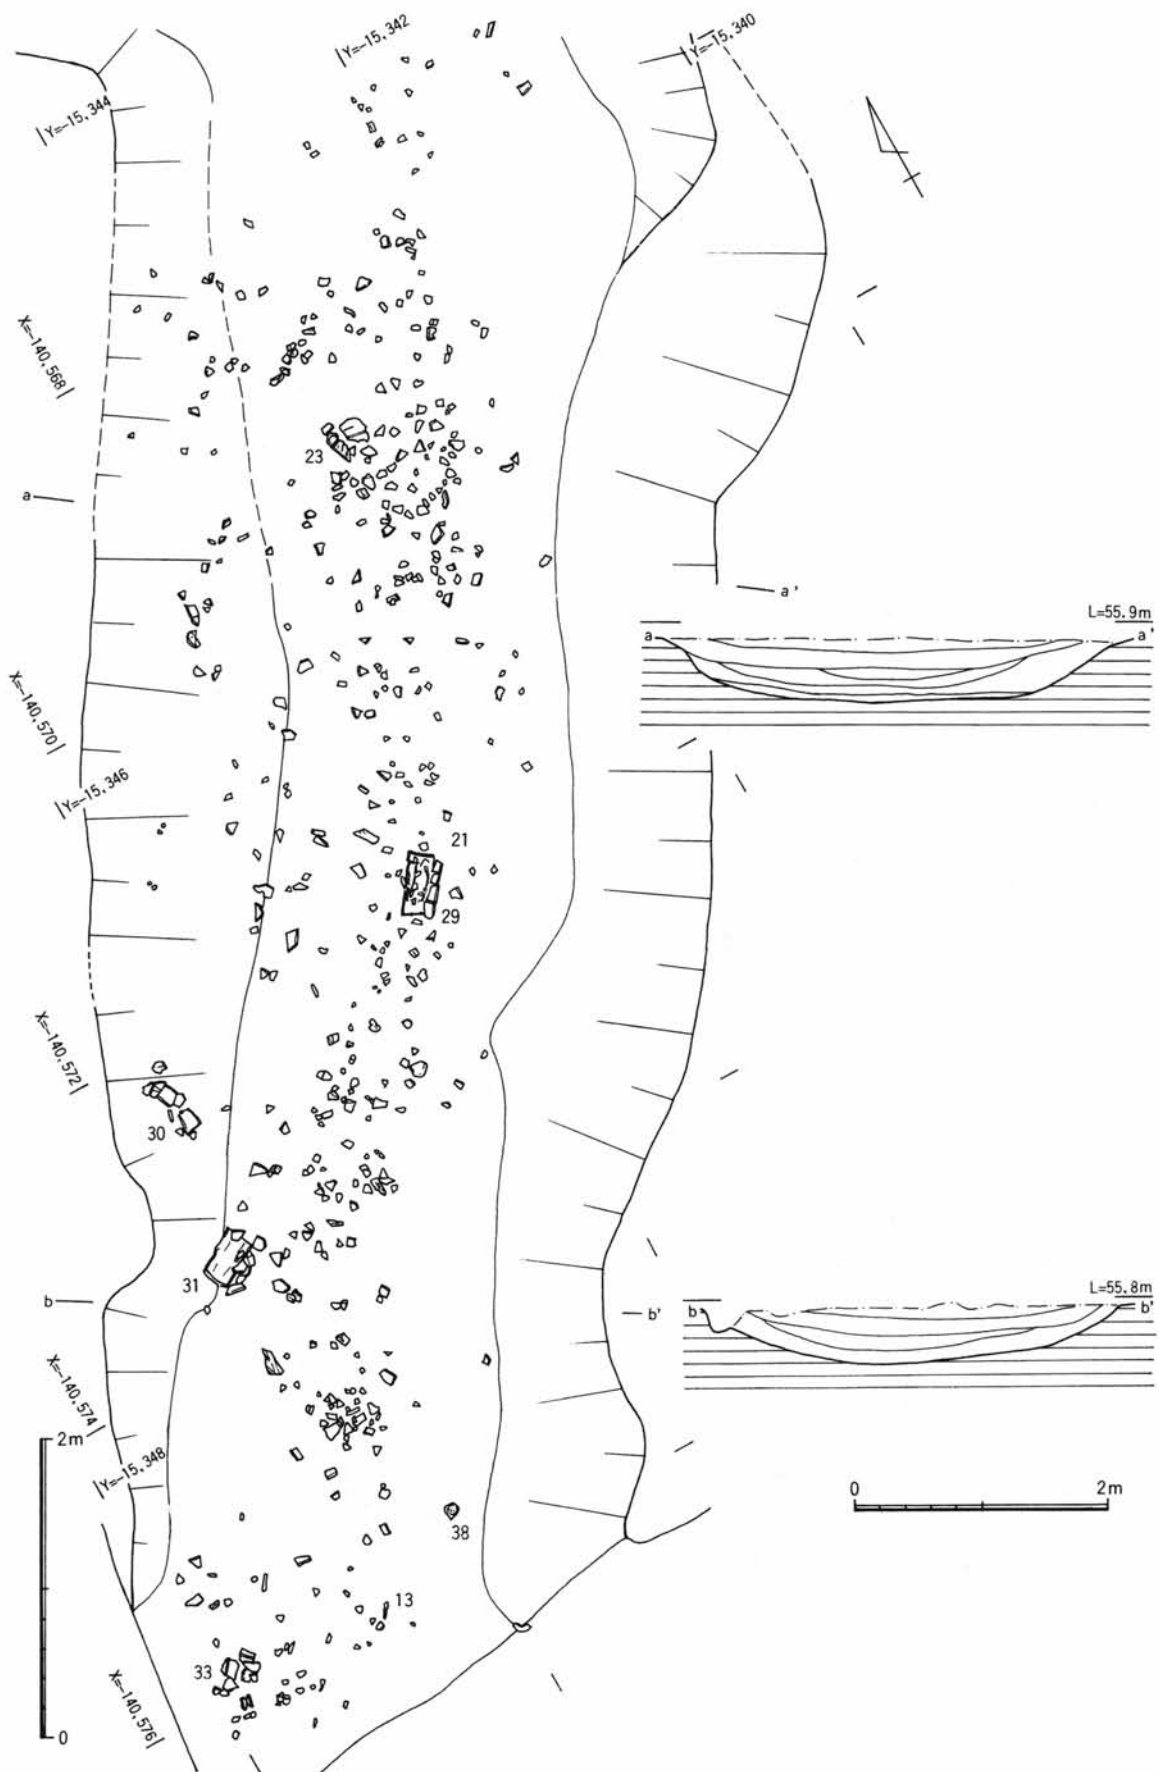 Y=-15,342
Y=-15,340
Y=-15,344
X=-140,568
23
a
a'
L=55.9m
a
a'
X=-140,570
Y=-15,346
21
29
X=-140,572
30
31
b
b'
L=55.8m
b
b'
X=-140,574
2m
Y=-15,348
0
2m
38
13
33
X=-140,576
0